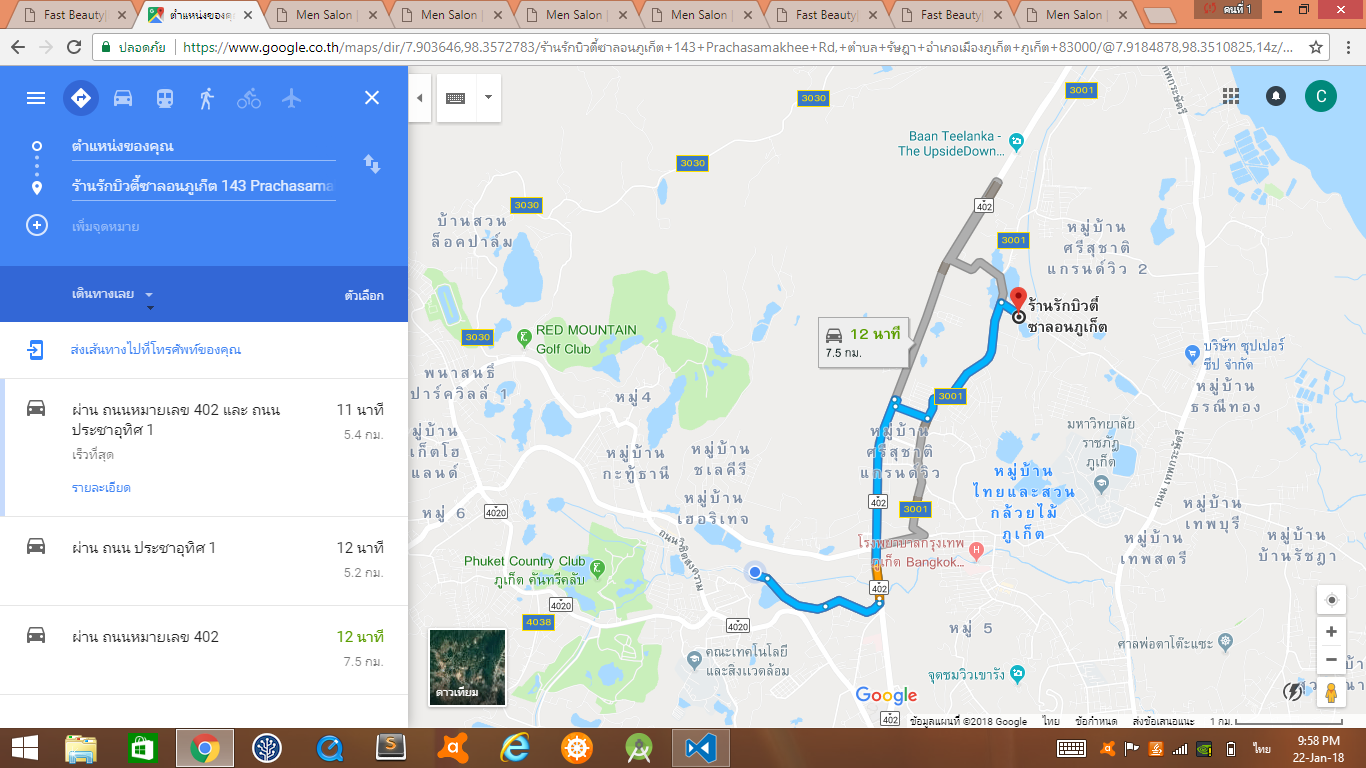 Fast Beauty|
ตำแหน่งของคุ
Men Salon |
Men Salon |
Men Salon |
Men Salon |
Fast Beauty|
Fast Beauty|
Men Salon |
คนที่ 1
ปลอดภัย
https://www.google.co.th/maps/dir/7.903646,98.3572783/ร้านรักบิวตี้ซาลอนภูเก็ต+143+Prachasamakhee+Rd,+ตำบล+รัษฎา+อำเภอเมืองภูเก็ต+ภูเก็ต+83000/@7.9184878,98.3510825,14z/...
ตำแหน่งของคุณ
ร้านรักบิวตี้ซาลอนภูเก็ต 143 Prachasama
เพิ่มจุดหมาย
เดินทางเลย
ตัวเลือก
ส่งเส้นทางไปที่โทรศัพท์ของคุณ
ผ่าน ถนนหมายเลข 402 และ ถนน
ประชาอุทิศ 1
11 นาที
5.4 กม.
เร็วที่สุด
รายละเอียด
ผ่าน ถนน ประชาอุทิศ 1
12 นาที
5.2 กม.
ผ่าน ถนนหมายเลข 402
12 นาที
7.5 กม.
3030
3001
Baan Teelanka -
The UpsideDown...
3030
3030
402
บ้านสวน
ล็อคปาล์ม
3001
หมู่บ้าน
ศรีสุชาติ
แกรนด์วิว 2
ร้านรักบิวตี้
ซาลอนภูเก็ต
RED MOUNTAIN
Golf Club
3030
12 นาที
7.5 กม.
บริษัท ซุปเปอร์
ชีป จำกัด
พนาสนธิ์
ปาร์ควิลล์ 1
หมู่4
3001
หมู่บ้าน
ธรณีทอง
มหาวิทยาลัย
ราชภัฏ
ภูเก็ต
หมู่บ้าน
ศรีสุชาติ
แกรนด์วิว
หมู่บ้าน
กะทู้ธานี
หมู่บ้าน
ชเลคีรี
หมู่บ้าน
ไทยและสวน
กล้วยไม้
ภูเก็ต
ถนน เทพกระษัตรี
หมู่ 6
4020
หมู่บ้าน
เฮอริเทจ
402
3001
หมู่บ้าน
เทพบุรี
หมู่บ้าน
เทพสตรี
หมู่บ้าน
บ้านรัชฎา
โรงพยาบาลกรุงเทพ
ภูเก็ต Bangkok...
Phuket Country Club
ภูเก็ต คันทรีคลับ
ถนนวิชิตสงคราม
402
4020
4038
4020
หมู่ 5
ศาลพ่อตาโต๊ะแซะ
คณะเทคโนโลยี
และสิ่งแวดล้อม
จุดชมวิวเขารัง
ดาวเทียม
Google
402
ข้อมูลแผนที่ ©2018 Google
ไทย
ข้อกำหนด
ส่งข้อเสนอแนะ
1 กม.
ไทย
9:58 PM
22-Jan-18